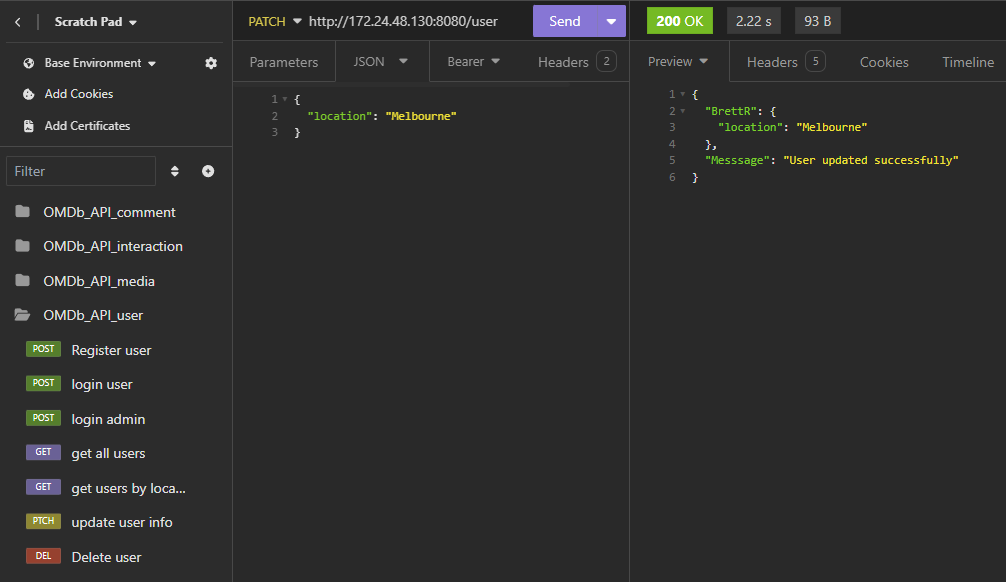 Scratch Pad
Base Environment
Add Cookies
Add Certificates
Filter
OMDb_API_comment
OMDb_API_interaction
OMDb_API_media
OMDb_API_user
POST Register user
POST login user
POST login admin
GET get all users
GET get users by loca...
PTCH update user info
DEL Delete user
PATCH http://172.24.48.130:8080/user Send
Parameters JSON Bearer Headers 2
1 {
2 "location": "Melbourne"
3 }
200 OK 2.22 s 93 B
Preview Headers 5 Cookies Timeline
1 {
2 "BrettR": {
3 "location": "Melbourne"
4 },
5 "Messsage": "User updated successfully"
6 }